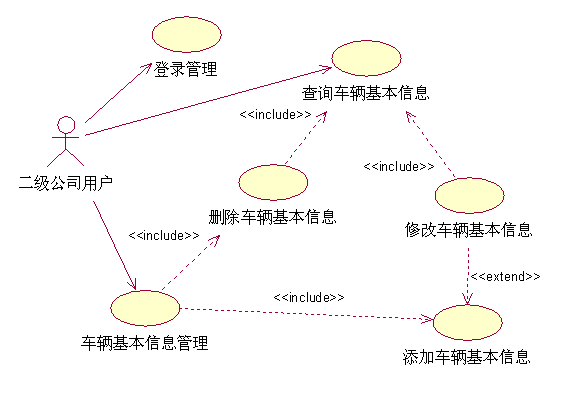 登录管理
查询车辆基本信息
<<include>>
<<include>>
二级公司用户
删除车辆基本信息
修改车辆基本信息
<<include>>
<<extend>>
<<include>>
车辆基本信息管理
添加车辆基本信息